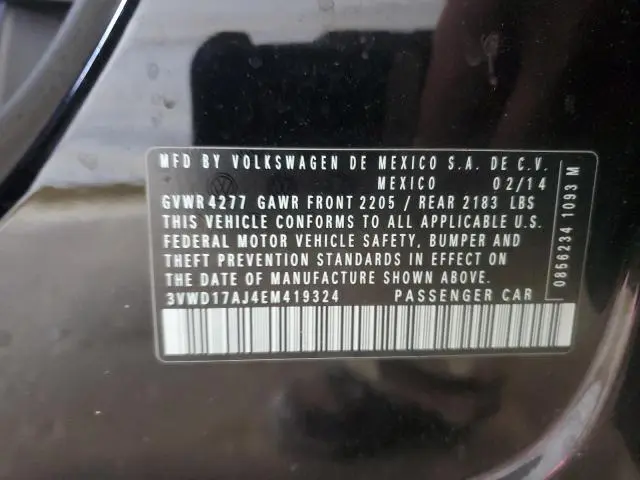 MFD BY VOLKSWAGEN DE MEXICO S.A. DE C.V.
MEXICO 02/14
GVWR 4277 GAWR FRONT 2205 / REAR 2183 LBS
THIS VEHICLE CONFORMS TO ALL APPLICABLE U.S.
FEDERAL MOTOR VEHICLE SAFETY, BUMPER AND
THEFT PREVENTION STANDARDS IN EFFECT ON
THE DATE OF MANUFACTURE SHOWN ABOVE.
3VWD17AJ4EM419324 PASSENGER CAR
0856234 1093 M